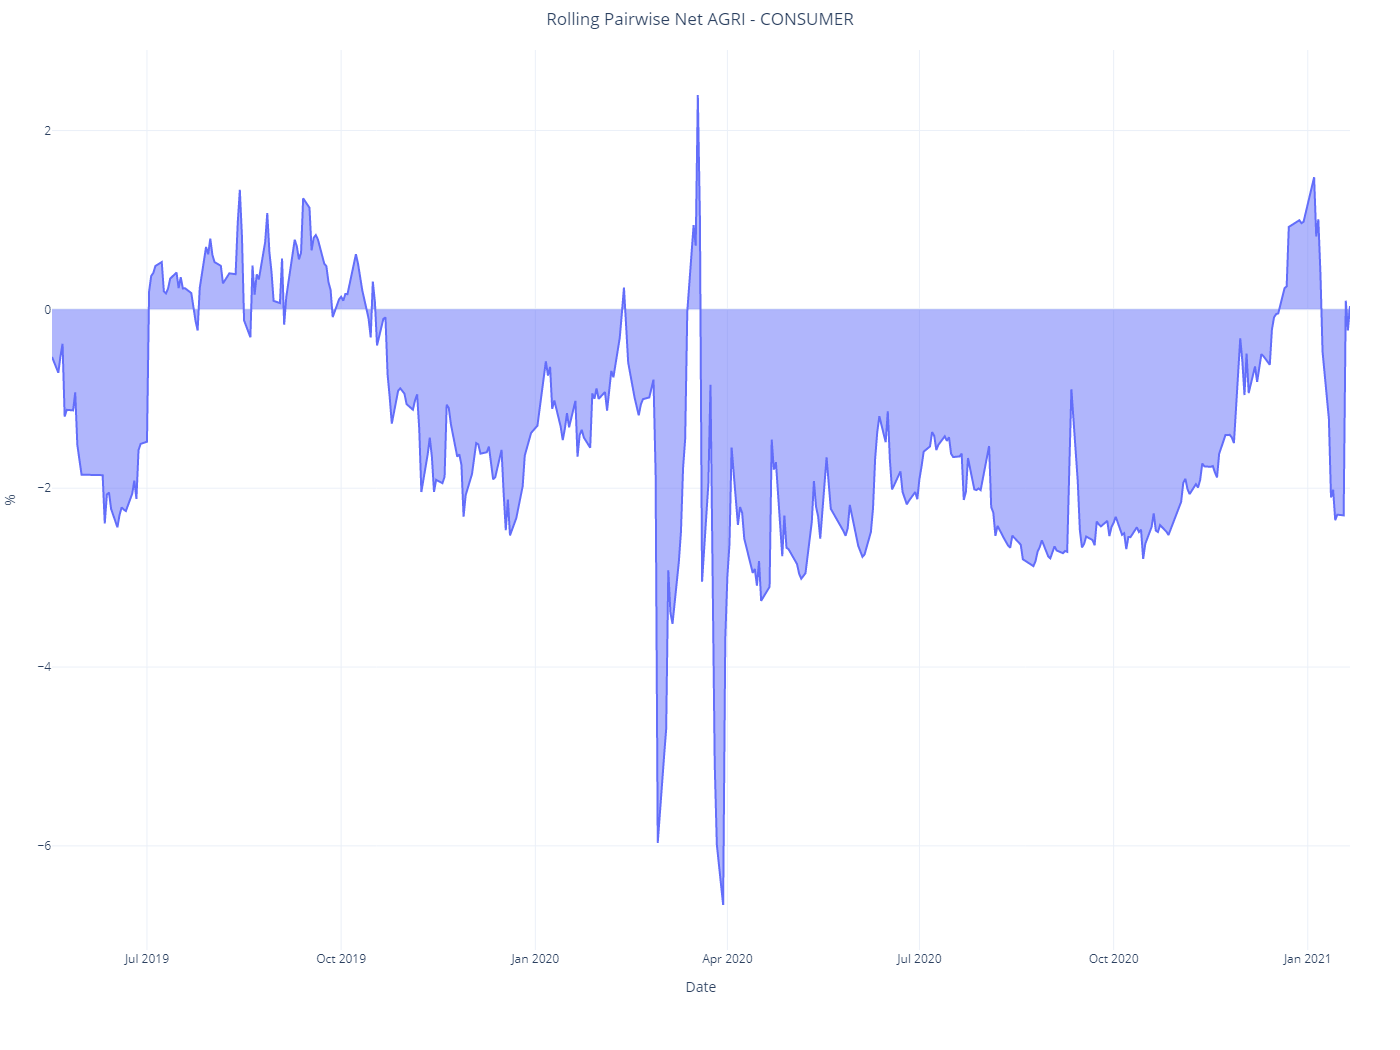 Rolling Pairwise Net AGRI - CONSUMER
2
0
−2
−4
−6
%
Jul 2019
Oct 2019
Jan 2020
Apr 2020
Jul 2020
Oct 2020
Jan 2021
Date